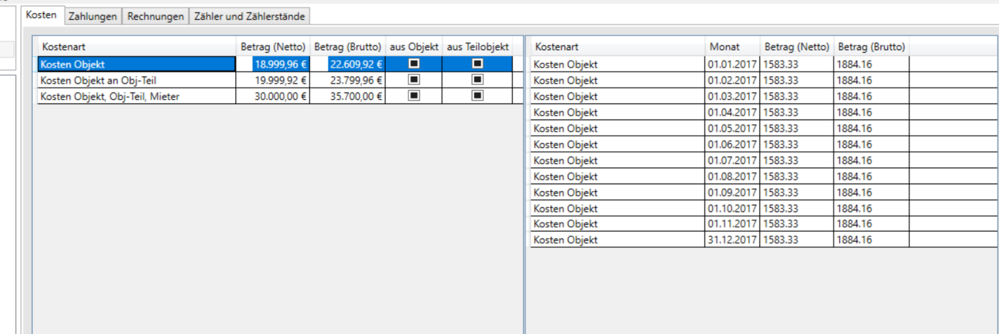 Kosten Zahlungen Rechnungen Zähler und Zählerstände
Kostenart Betrag (Netto) Betrag (Brutto) aus Objekt aus Teilobjekt
Kosten Objekt 18.999,96 € 22.609,92 €
Kosten Objekt an Obj-Teil 19.999,92 € 23.799,96 €
Kosten Objekt, Obj-Teil, Mieter 30.000,00 € 35.700,00 €
Kostenart Monat Betrag (Netto) Betrag (Brutto)
Kosten Objekt 01.01.2017 1583.33 1884.16
Kosten Objekt 01.02.2017 1583.33 1884.16
Kosten Objekt 01.03.2017 1583.33 1884.16
Kosten Objekt 01.04.2017 1583.33 1884.16
Kosten Objekt 01.05.2017 1583.33 1884.16
Kosten Objekt 01.06.2017 1583.33 1884.16
Kosten Objekt 01.07.2017 1583.33 1884.16
Kosten Objekt 01.08.2017 1583.33 1884.16
Kosten Objekt 01.09.2017 1583.33 1884.16
Kosten Objekt 01.10.2017 1583.33 1884.16
Kosten Objekt 01.11.2017 1583.33 1884.16
Kosten Objekt 31.12.2017 1583.33 1884.16